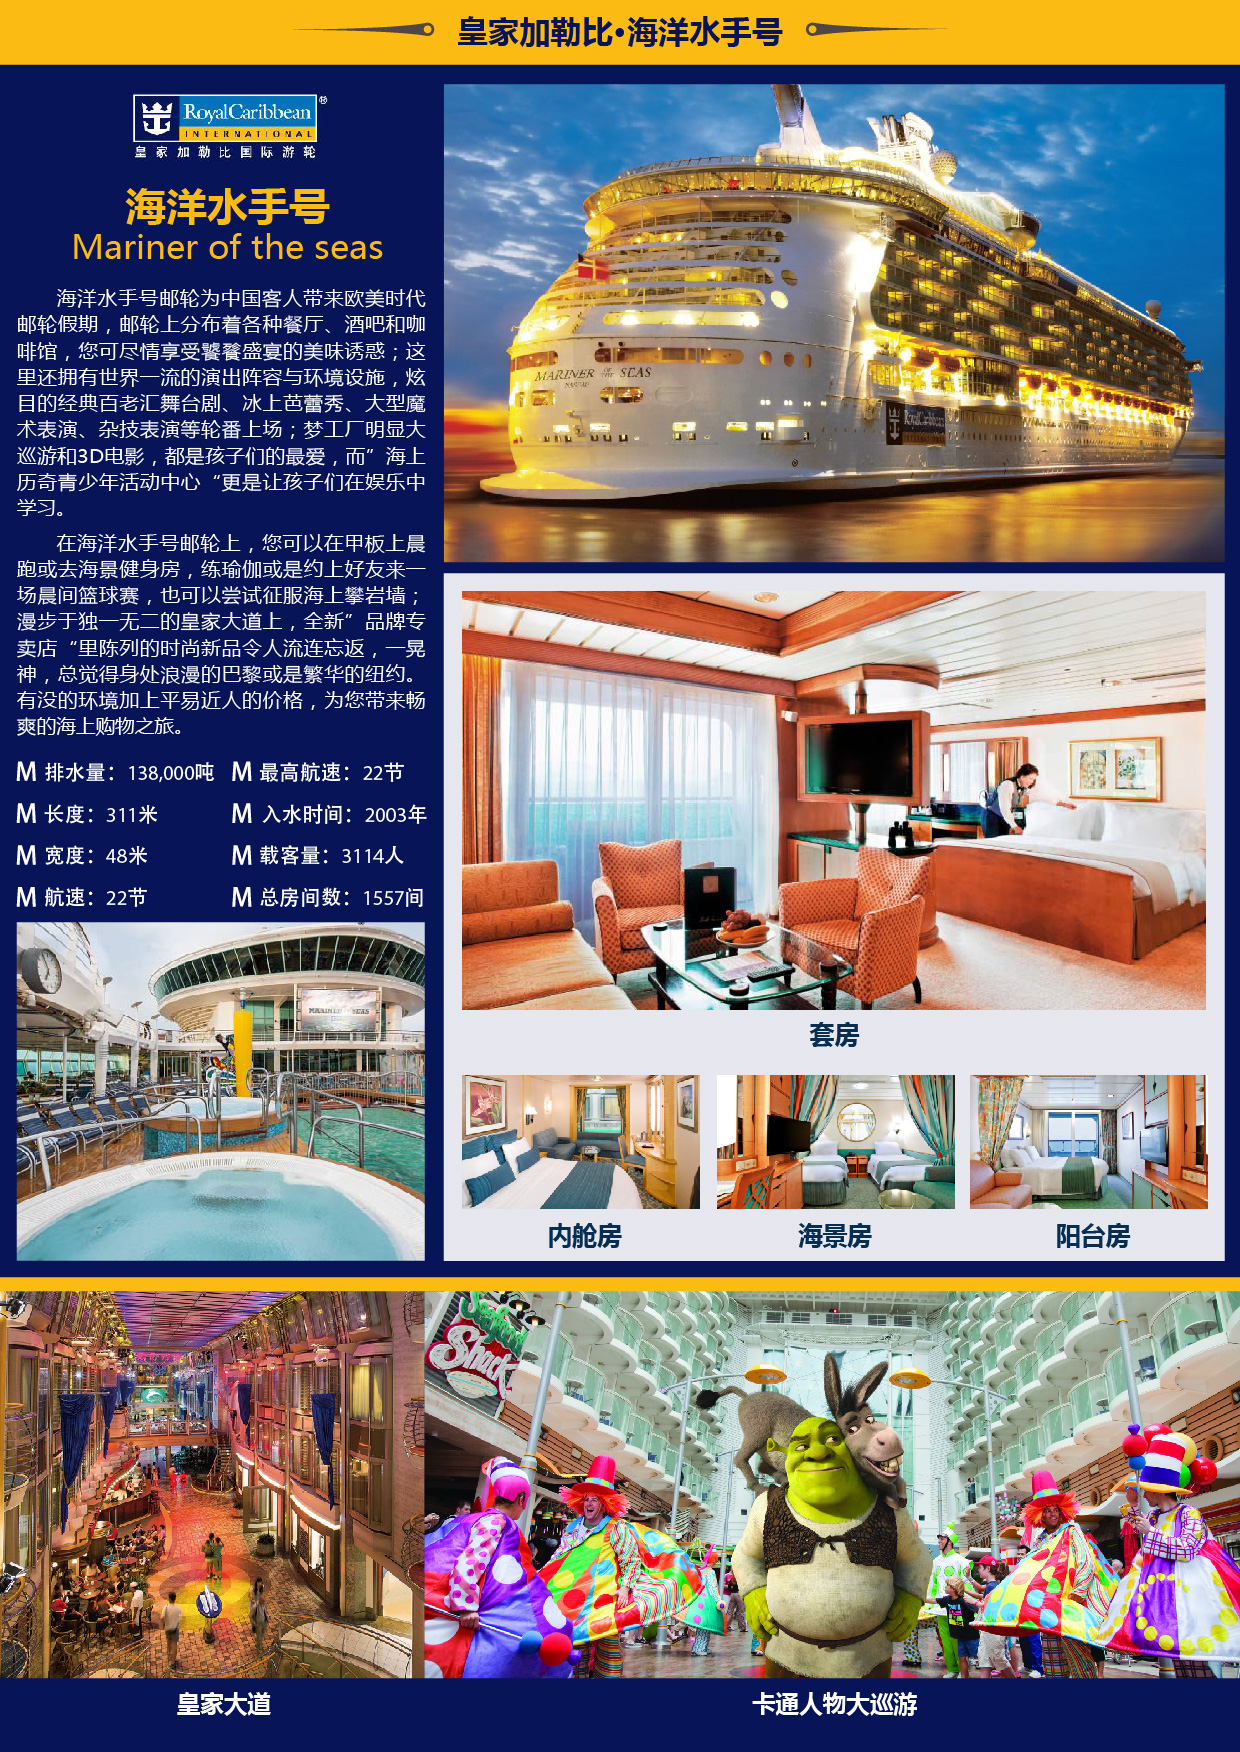 皇家加勒比•海洋水手号
RoyalCaribbean ®
INTERNATIONAL
皇家加勒比国际游轮
海洋水手号
Mariner of the seas
海洋水手号邮轮为中国客人带来欧美时代
邮轮假期，邮轮上分布着各种餐厅、酒吧和咖
啡馆，您可尽情享受饕餮盛宴的美味诱惑；这
里还拥有世界一流的演出阵容与环境设施，炫
目的经典百老汇舞台剧、冰上芭蕾秀、大型魔
术表演、杂技表演等轮番上场；梦工厂明显大
巡游和3D电影，都是孩子们的最爱，而”海上
历奇青少年活动中心“更是让孩子们在娱乐中
学习。
在海洋水手号邮轮上，您可以在甲板上晨
跑或去海景健身房，练瑜伽或是约上好友来一
场晨间篮球赛，也可以尝试征服海上攀岩墙；
漫步于独一无二的皇家大道上，全新”品牌专
卖店“里陈列的时尚新品令人流连忘返，一晃
神，总觉得身处浪漫的巴黎或是繁华的纽约。
有没的环境加上平易近人的价格，为您带来畅
爽的海上购物之旅。
M 排水量：138,000吨 M 最高航速：22节
M 长度：311米 M 入水时间：2003年
M 宽度：48米 M 载客量：3114人
M 航速：22节 M 总房间数：1557间
MARINER OF THE SEAS
NASSAU
RoyalCaribbean
MARINER OF THE SEAS
套房
内舱房
海景房
阳台房
Johnny Rockets
Shack
皇家大道
卡通人物大巡游